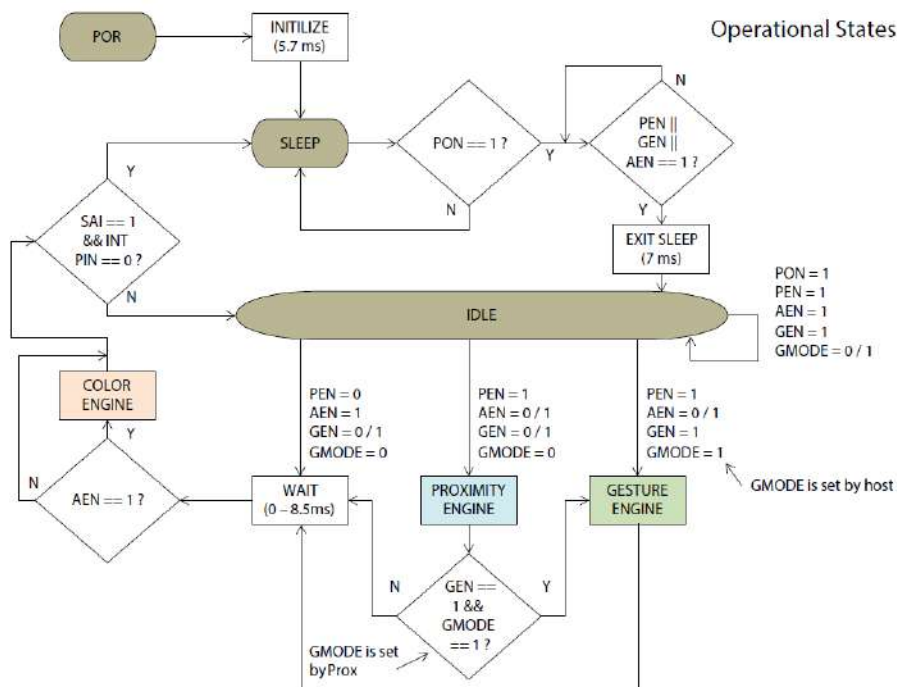 Operational States
POR
INITILIZE
(5.7 ms)
SLEEP
PON == 1 ?
Y
N
N
PEN ||
GEN ||
AEN == 1 ?
Y
EXIT SLEEP
(7 ms)
Y
SAI == 1
&& INT
PIN == 0 ?
N
IDLE
PON = 1
PEN = 1
AEN = 1
GEN = 1
GMODE = 0 / 1
PEN = 0
AEN = 1
GEN = 0 / 1
GMODE = 0
PEN = 1
AEN = 0/1
GEN = 0/1
GMODE = 0
PEN = 1
AEN = 0/1
GEN = 1
GMODE = 1
GMODE is set by host
COLOR
ENGINE
Y
N
AEN == 1 ?
WAIT
(0 – 8.5ms)
PROXIMITY
ENGINE
GESTURE
ENGINE
N
GEN ==
1 &&
GMODE
== 1 ?
Y
GMODE is set
by Prox